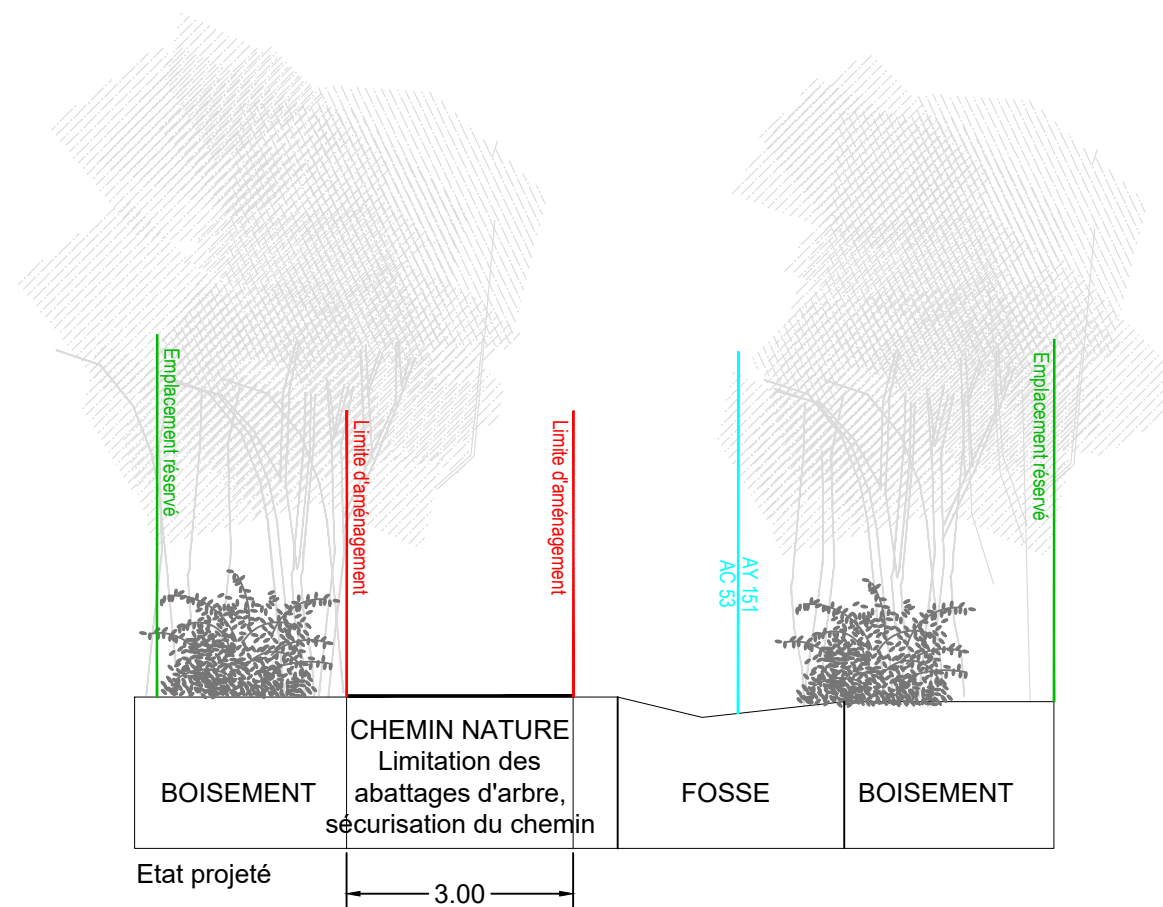 Emplacement réservé
Limite d'aménagement
Limite d'aménagement
AY 151
AC 53
Emplacement réservé
BOISEMENT
CHEMIN NATURE
Limitation des
abattages d'arbre,
sécurisation du chemin
FOSSE
BOISEMENT
Etat projeté
3.00